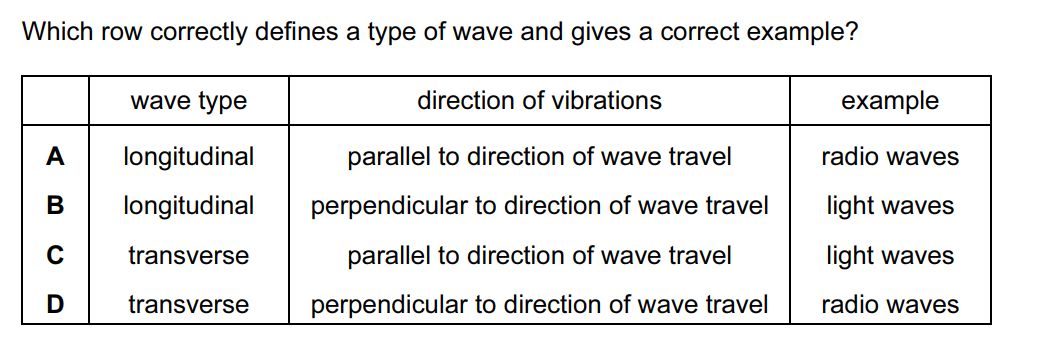 Which row correctly defines a type of wave and gives a correct example?
wave type direction of vibrations example
A longitudinal parallel to direction of wave travel radio waves
B longitudinal perpendicular to direction of wave travel light waves
C transverse parallel to direction of wave travel light waves
D transverse perpendicular to direction of wave travel radio waves